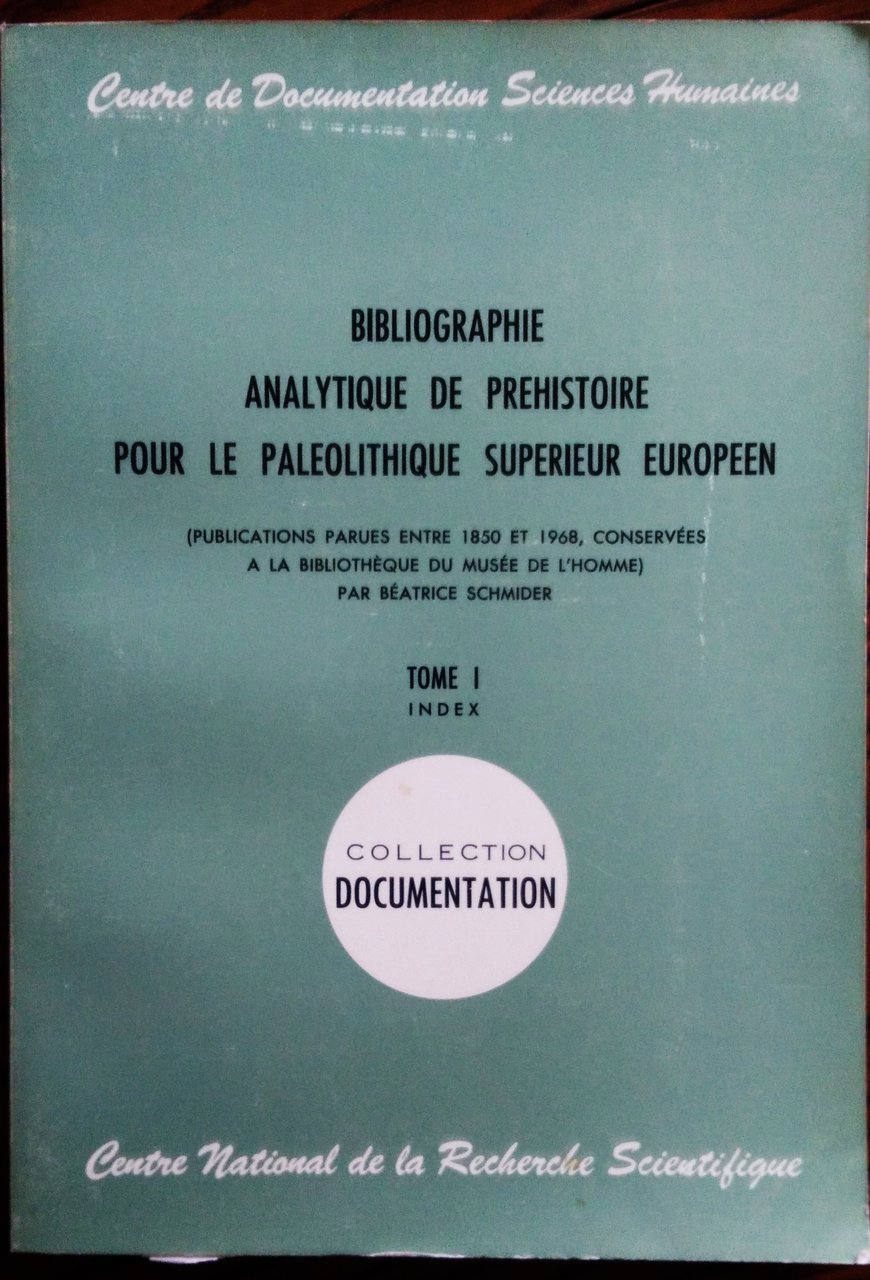 Centre de Documentation Sciences Humaines
BIBLIOGRAPHIE
ANALYTIQUE DE PREHISTOIRE
POUR LE PALEOLITHIQUE SUPERIEUR EUROPEEN
(PUBLICATIONS PARUES ENTRE 1850 ET 1968, CONSERVÉES
A LA BIBLIOTHÈQUE DU MUSÉE DE L'HOMME)
PAR BÉATRICE SCHMIDER
TOME I
INDEX
COLLECTION
DOCUMENTATION
Centre National de la Recherche Scientifique